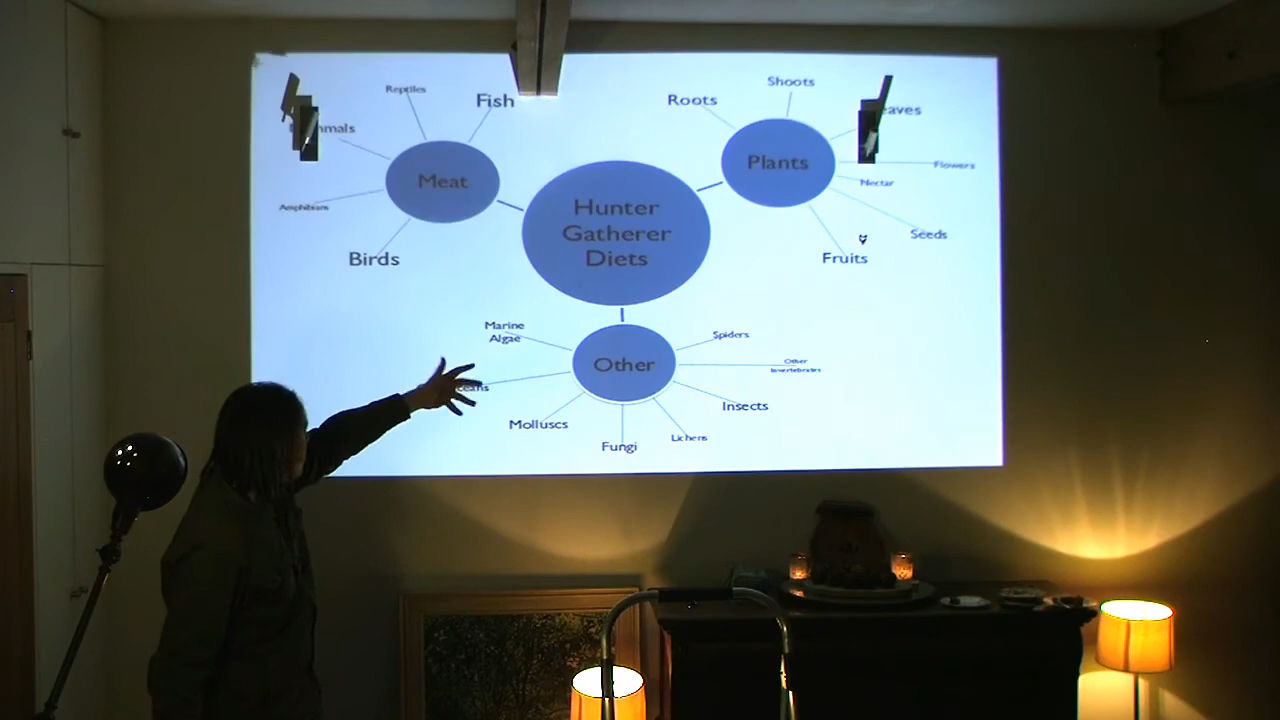 Reptiles
Fish
Amphibians
Birds
Meat
Hunter
Gatherer
Diets
Roots
Shoots
Flowers
Nectar
Seeds
Fruits
Plants
Marine
Algae
Molluscs
Fungi
Lichens
Insects
Other
Invertebrates
Spiders
Other